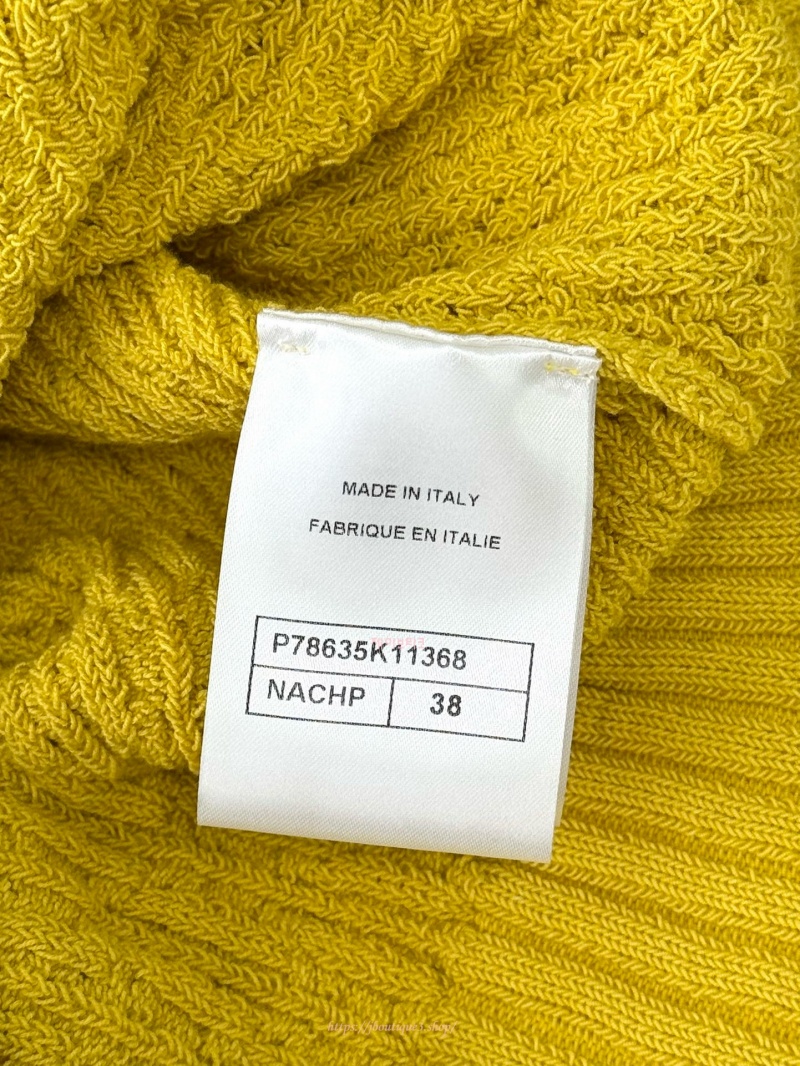 MADE IN ITALY
FABRIQUE EN ITALIE
P78635K11368
NACHP 38